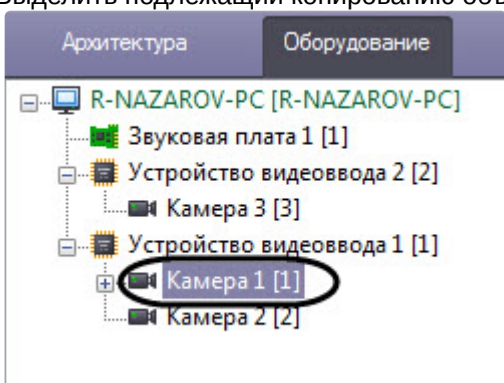 Выделить подлежащий копированию
Архитектура Оборудование
R-NAZAROV-PC [R-NAZAROV-PC]
Звуковая плата 1 [1]
Устройство видеоввода 2 [2]
Камера 3 [3]
Устройство видеоввода 1 [1]
Камера 1 [1]
Камера 2 [2]